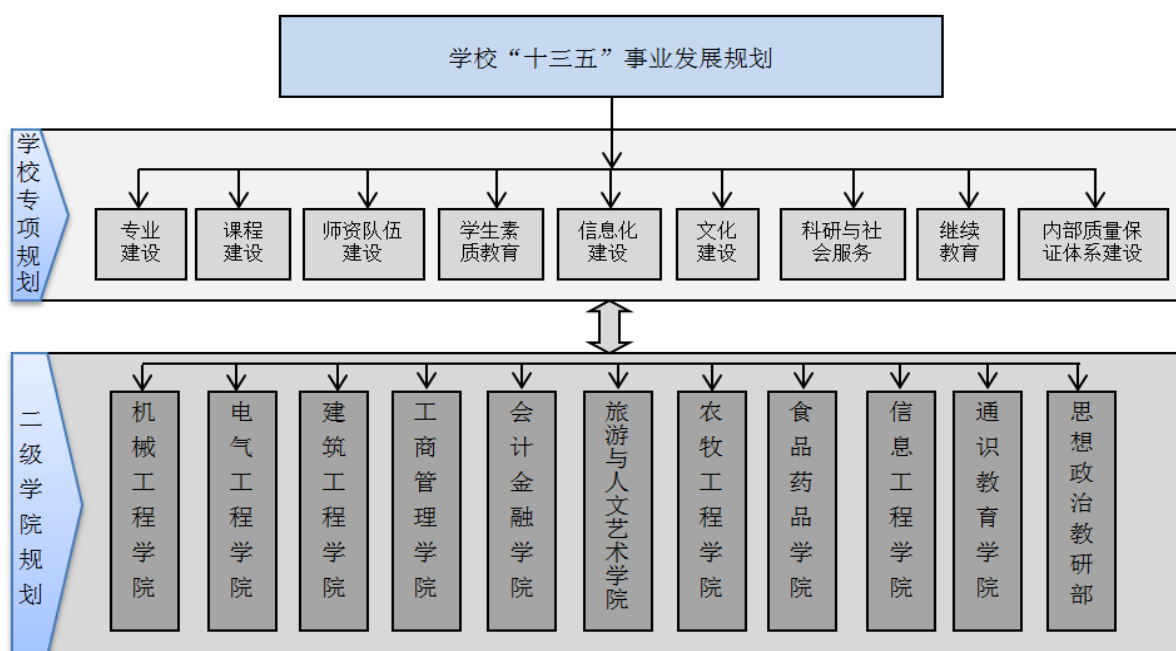 学校“十三五”事业发展规划
学校专项规划
专业
建设
课程
建设
师资队伍
建设
学生素
质教育
信息化
建设
文化
建设
科研与社
会服务
继续
教育
内部质量保
证体系建设
二级学院规划
机械工程学院
电气工程学院
建筑工程学院
工商管理学院
会计金融学院
旅游与人文艺术学院
农牧工程学院
食品药品学院
信息工程学院
通识教育学院
思想政治教研部